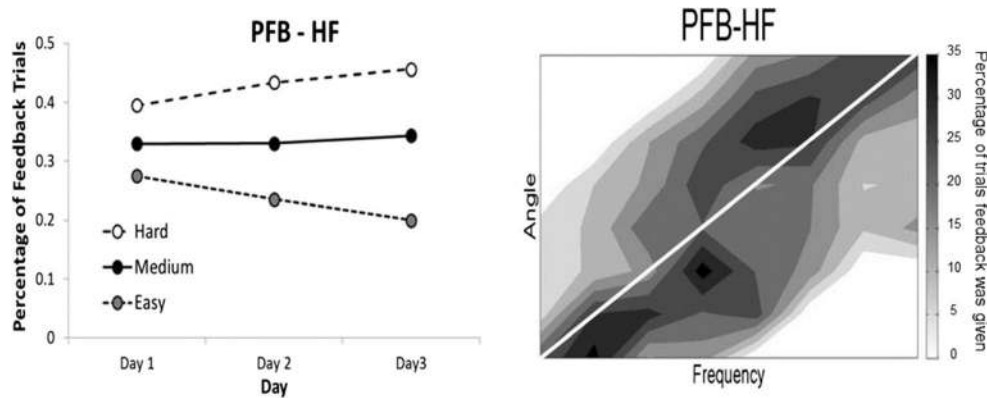 PFB - HF
Percentage of Feedback Trials
0.5
0.4
0.3
0.2
0.1
0
Hard
Medium
Easy
Day 1
Day 2
Day3
Day
PFB-HF
Angle
Frequency
35
30
25
20
15
10
5
0
Percentage of trials feedback was given